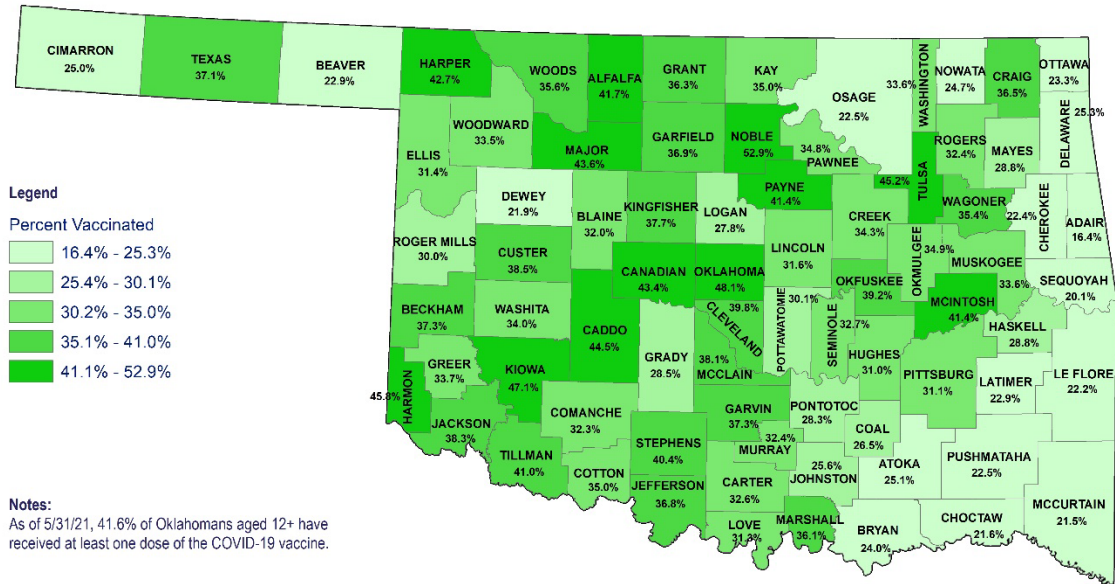 CIMARRON
25.0%
TEXAS
37.1%
BEAVER
22.9%
HARPER
42.7%
WOODS
35.6%
ALFALFA
41.7%
GRANT
36.3%
KAY
35.0%
OSAGE
22.5%
33.6%
WASHINGTON
NOWATA
24.7%
CRAIG
36.5%
OTTAWA
23.3%
25.3%
DELAWARE
WOODWARD
33.5%
ELLIS
31.4%
MAJOR
43.6%
GARFIELD
36.9%
NOBLE
52.9%
34.8%
PAWNEE
ROGERS
32.4%
MAYES
28.8%
45.2%
TULSA
PAYNE
41.4%
DEWEY
21.9%
BLAINE
32.0%
KINGFISHER
37.7%
LOGAN
27.8%
CREEK
34.3%
WAGONER
35.4%
22.4%
CHEROKEE
ADAIR
16.4%
LINCOLN
31.6%
ROGER MILLS
30.0%
CUSTER
38.5%
CANADIAN
43.4%
OKLAHOMA
48.1%
OKFUSKEE
39.2%
OKMULGEE
34.9%
MUSKOGEE
33.6%
SEQUOYAH
20.1%
BECKHAM
37.3%
WASHITA
34.0%
CADDO
44.5%
39.8%
CLEVELAND
30.1%
POTTAWATOMIE
SEMINOLE
32.7%
HUGHES
31.0%
MCINTOSH
41.4%
HASKELL
28.8%
PITTSBURG
31.1%
LATIMER
22.9%
LE FLORE
22.2%
GREER
33.7%
KIOWA
47.1%
GRADY
28.5%
38.1%
MCCLAIN
45.8%
HARMON
JACKSON
38.3%
COMANCHE
32.3%
GARVIN
37.3%
PONTOTOC
28.3%
COAL
26.5%
TILLMAN
41.0%
COTTON
35.0%
STEPHENS
40.4%
32.4%
MURRAY
25.6%
JOHNSTON
ATOKA
25.1%
PUSHMATAHA
22.5%
MCCURTAIN
21.5%
JEFFERSON
36.8%
CARTER
32.6%
LOVE
31.3%
MARSHALL
36.1%
BRYAN
24.0%
CHOCTAW
21.6%
Legend
Percent Vaccinated
16.4% - 25.3%
25.4% - 30.1%
30.2% - 35.0%
35.1% - 41.0%
41.1% - 52.9%
Notes:
As of 5/31/21, 41.6% of Oklahomans aged 12+ have
received at least one dose of the COVID-19 vaccine.